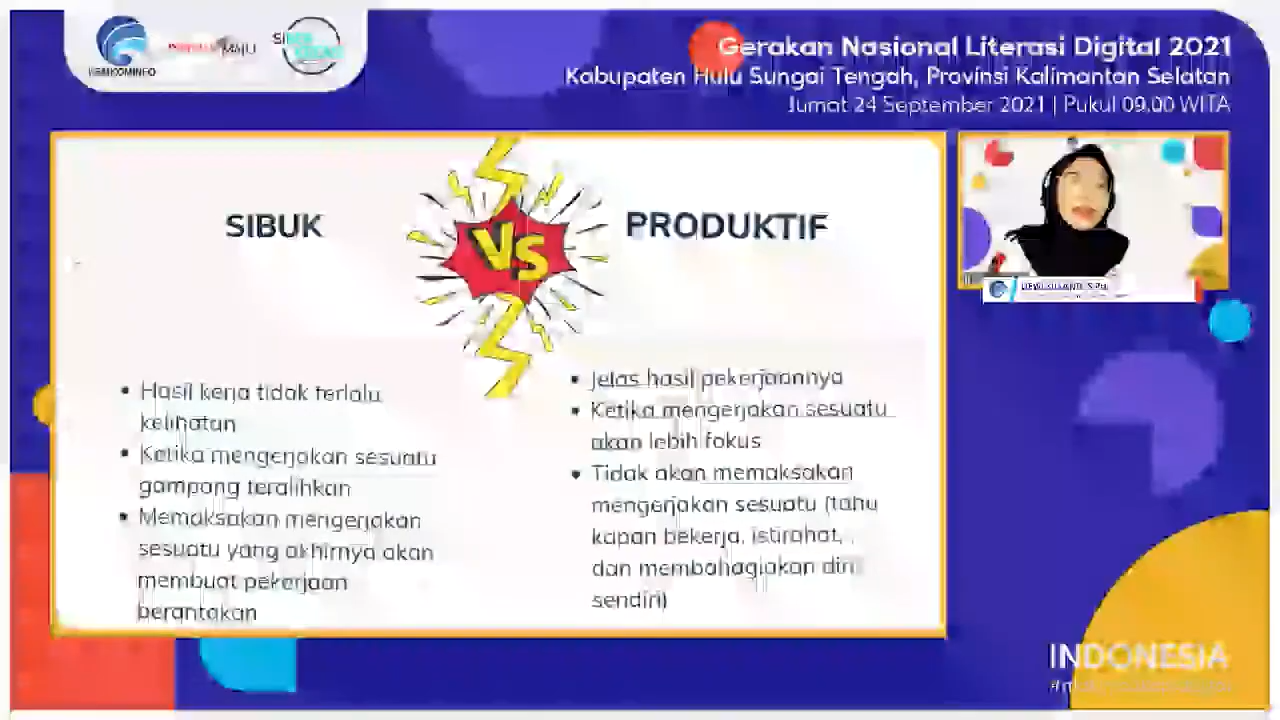 KEMKOMINFO
MAJU
Gerakan Nasional Literasi Digital 2021
Kabupaten Hulu Sungai Tengah, Provinsi Kalimantan Selatan
Jumat 24 September 2021 | Pukul 09.00 WITA
SIBUK
VS
PRODUKTIF
• Hasil kerja tidak terlalu
kelihatan
• Ketika mengerjakan sesuatu
gampang teralihkan
• Memaksakan mengerjakan
sesuatu yang akhirnya akan
membuat pekerjaan
berantakan
• Jelas hasil pekerjaannya
• Ketika mengerjakan sesuatu
akan lebih fokus
• Tidak akan memaksakan
mengerjakan sesuatu (tahu
kapan bekerja, istirahat,
dan membahagiakan diri
sendiri)
INDONESIA